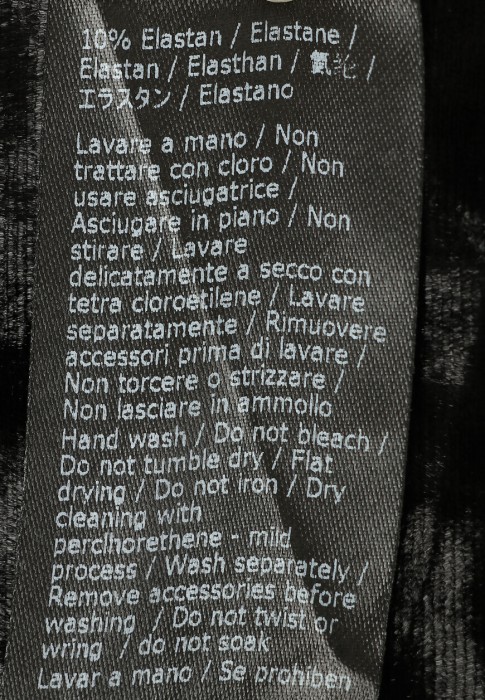 10% Elastan / Elastane /
Elastan / Elasthan / 氨纶 /
エラスタン / Elastano
Lavare a mano / Non
trattare con cloro / Non
usare asciugatrice /
Asciugare in piano / Non
stirare / Lavare
delicatamente a secco con
tetra cloroetilene / Lavare
separatamente / Rimuovere
accessori prima di lavare /
Non torcere o strizzare /
Non lasciare in ammollo
Hand wash / Do not bleach /
Do not tumble dry / Flat
drying / Do not iron / Dry
cleaning with
parclhorethene - mild
process / Wash separately /
Remove accessories before
washing / Do not twist or
wring / do not soak
Lavar a mano / Se prohiben